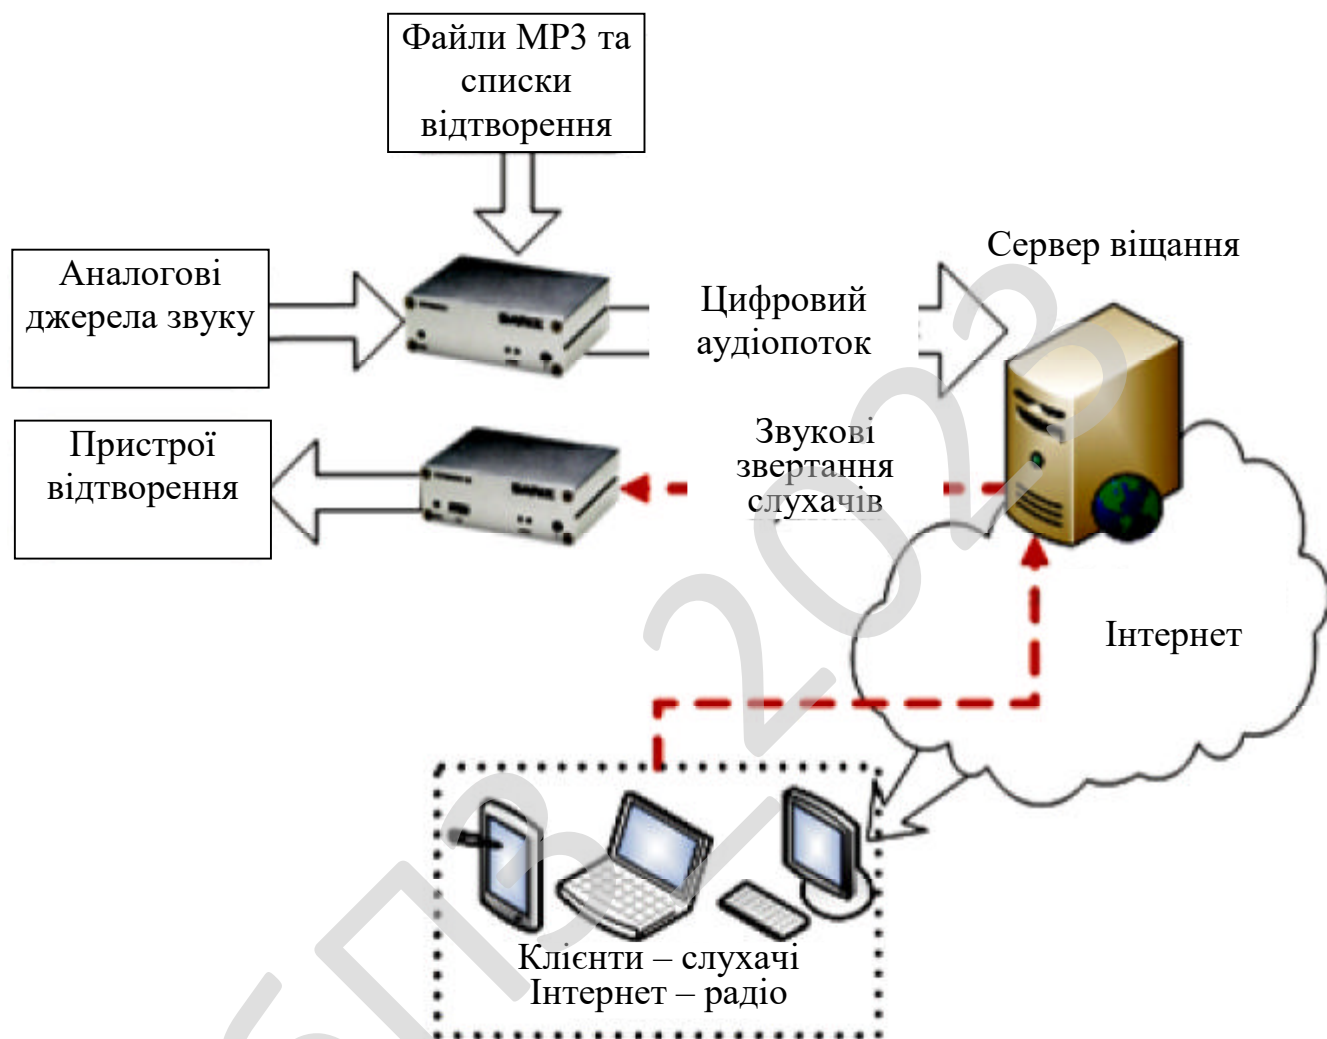 Файли MP3 та
списки
відтворення
Сервер віщання
Аналогові
джерела звуку
Цифровий
аудіопоток
Пристрої
відтворення
Звукові
звертання
слухачів
Інтернет
Клієнти – слухачі
Інтернет – радіо
бПЗ_2023